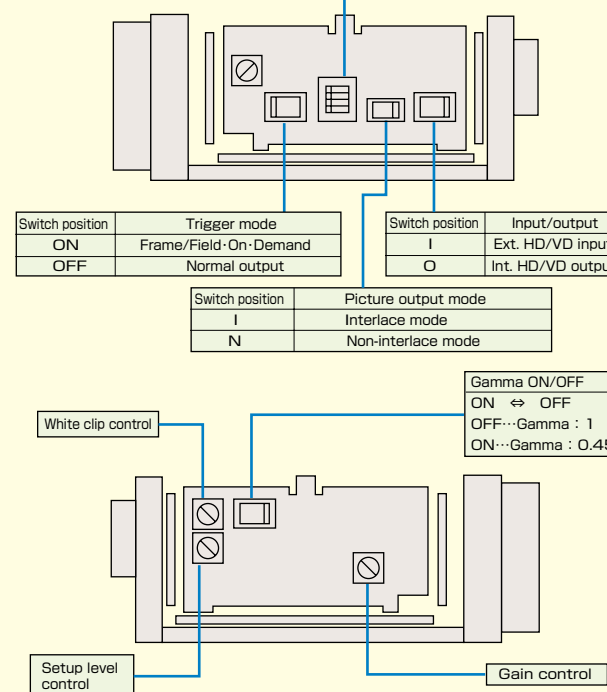 Switch position Trigger mode
ON Frame/Field·On·Demand
OFF Normal output
Switch position Input/output
I Ext. HD/VD input
O Int. HD/VD outpu
Switch position Picture output mode
I Interlace mode
N Non-interlace mode
Gamma ON/OFF
ON ⇔ OFF
OFF…Gamma : 1
ON…Gamma : 0.45
White clip control
Setup level
control
Gain control